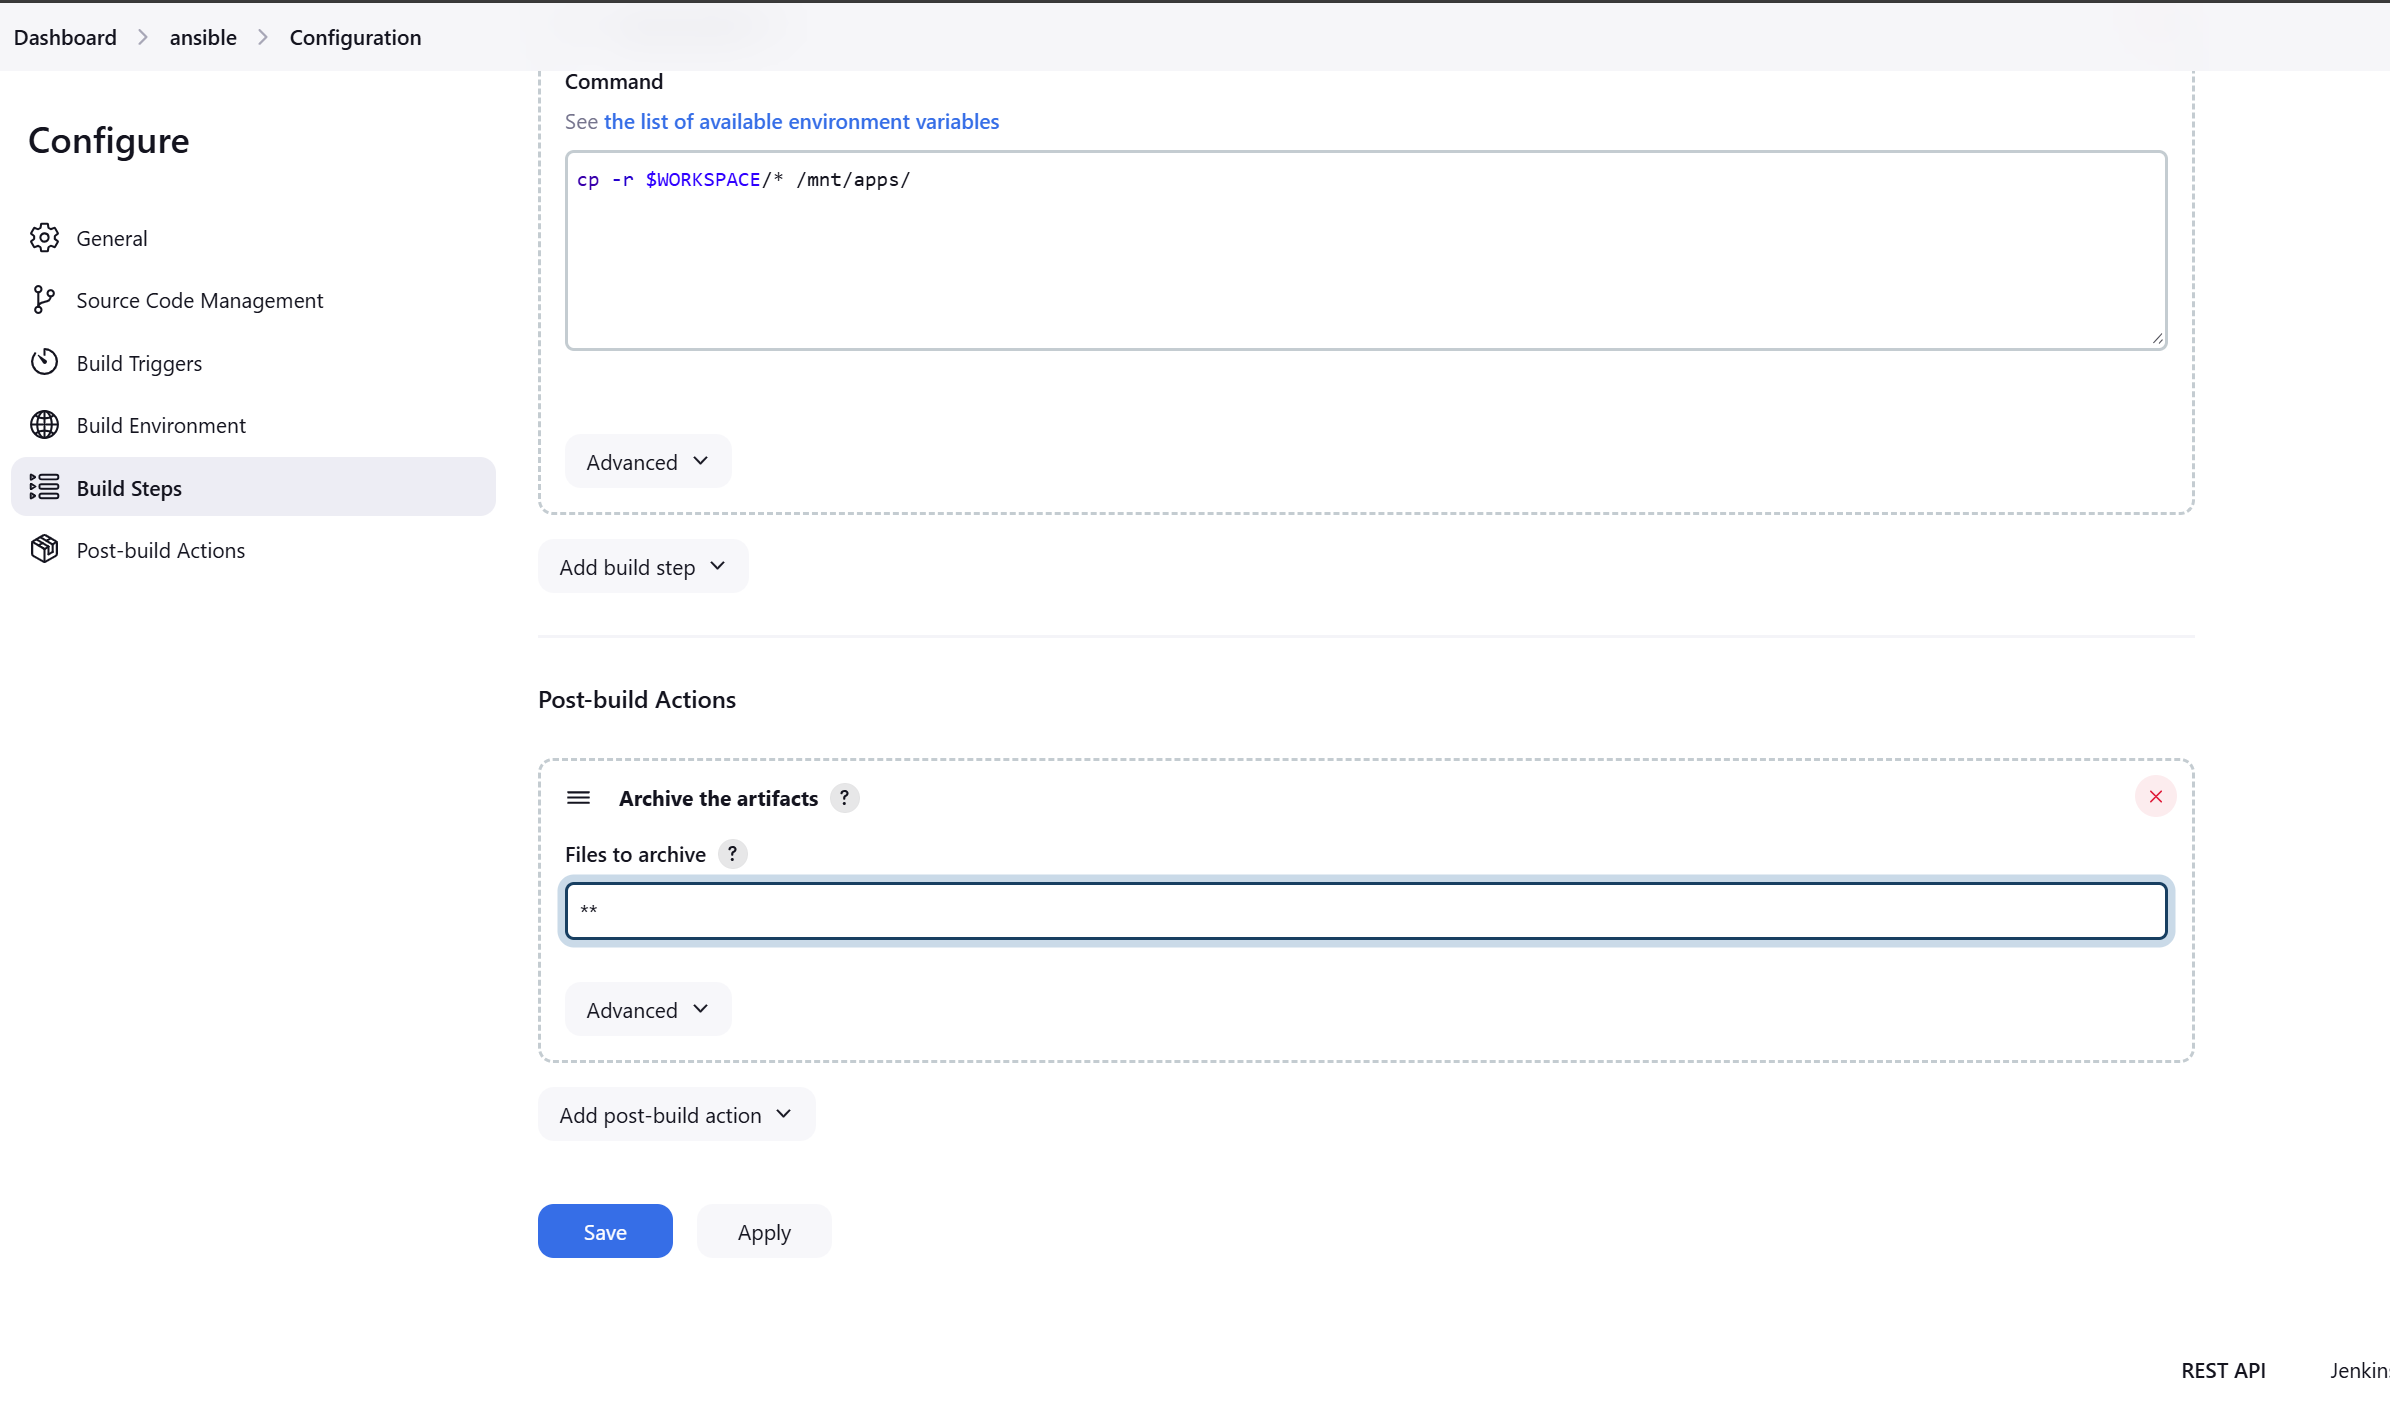 Dashboard > ansible > Configuration
Configure
General
Source Code Management
Build Triggers
Build Environment
Build Steps
Post-build Actions
Command
See the list of available environment variables
cp -r $WORKSPACE/* /mnt/apps/
Advanced
Add build step
Post-build Actions
Archive the artifacts ?
Files to archive ?
**
Advanced
Add post-build action
Save Apply
REST API Jenkins